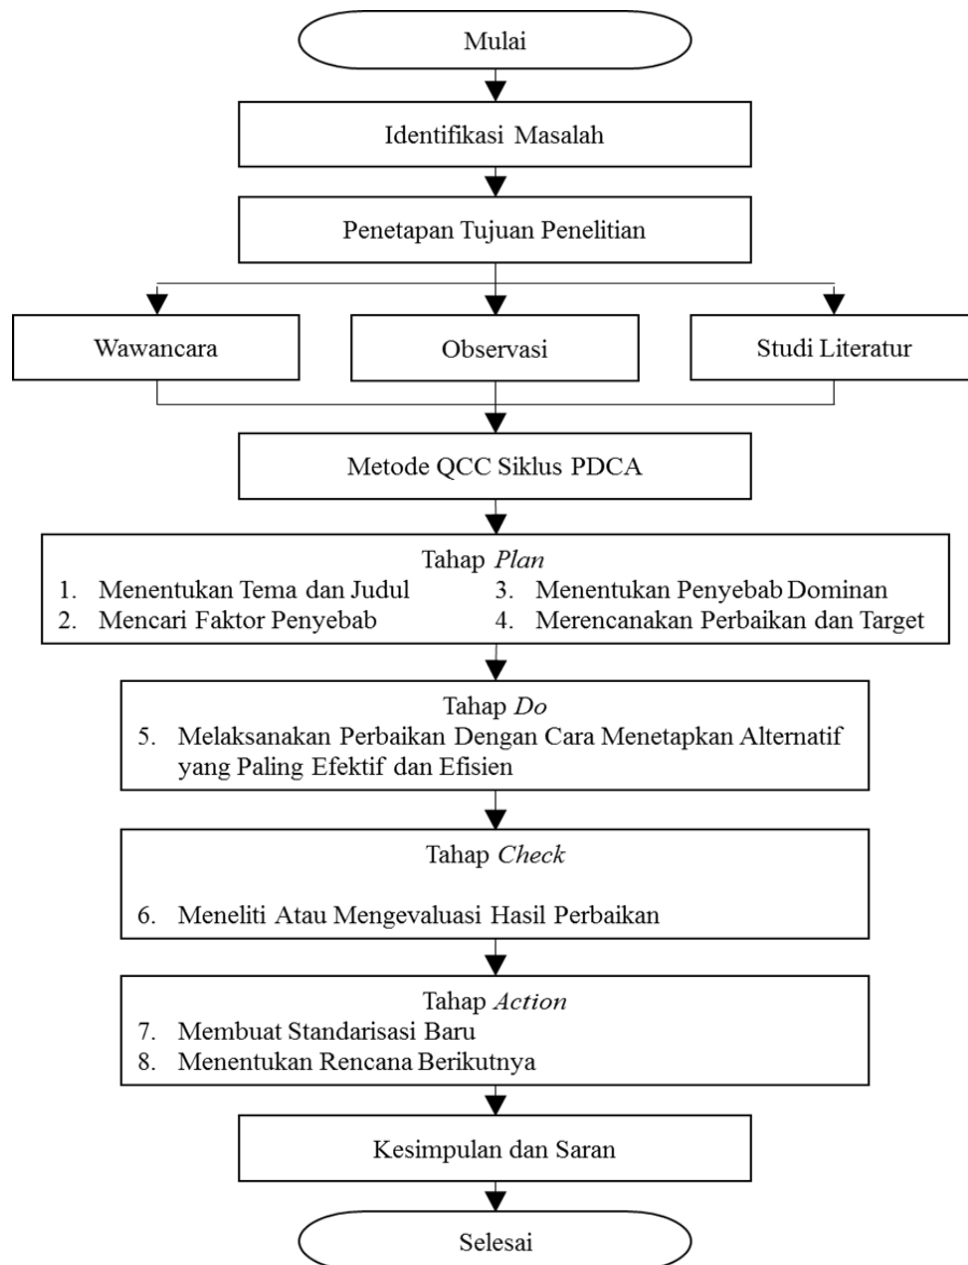 Mulai
Identifikasi Masalah
Penetapan Tujuan Penelitian
Wawancara
Observasi
Studi Literatur
Metode QCC Siklus PDCA
Tahap Plan
1. Menentukan Tema dan Judul
2. Mencari Faktor Penyebab
3. Menentukan Penyebab Dominan
4. Merencanakan Perbaikan dan Target
Tahap Do
5. Melaksanakan Perbaikan Dengan Cara Menetapkan Alternatif
yang Paling Efektif dan Efisien
Tahap Check
6. Meneliti Atau Mengevaluasi Hasil Perbaikan
Tahap Action
7. Membuat Standarisasi Baru
8. Menentukan Rencana Berikutnya
Kesimpulan dan Saran
Selesai